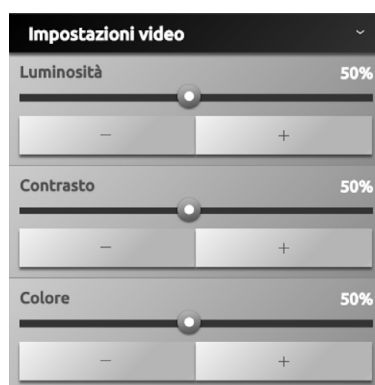 Impostazioni video
Luminosità 50%
− +
Contrasto 50%
− +
Colore 50%
− +